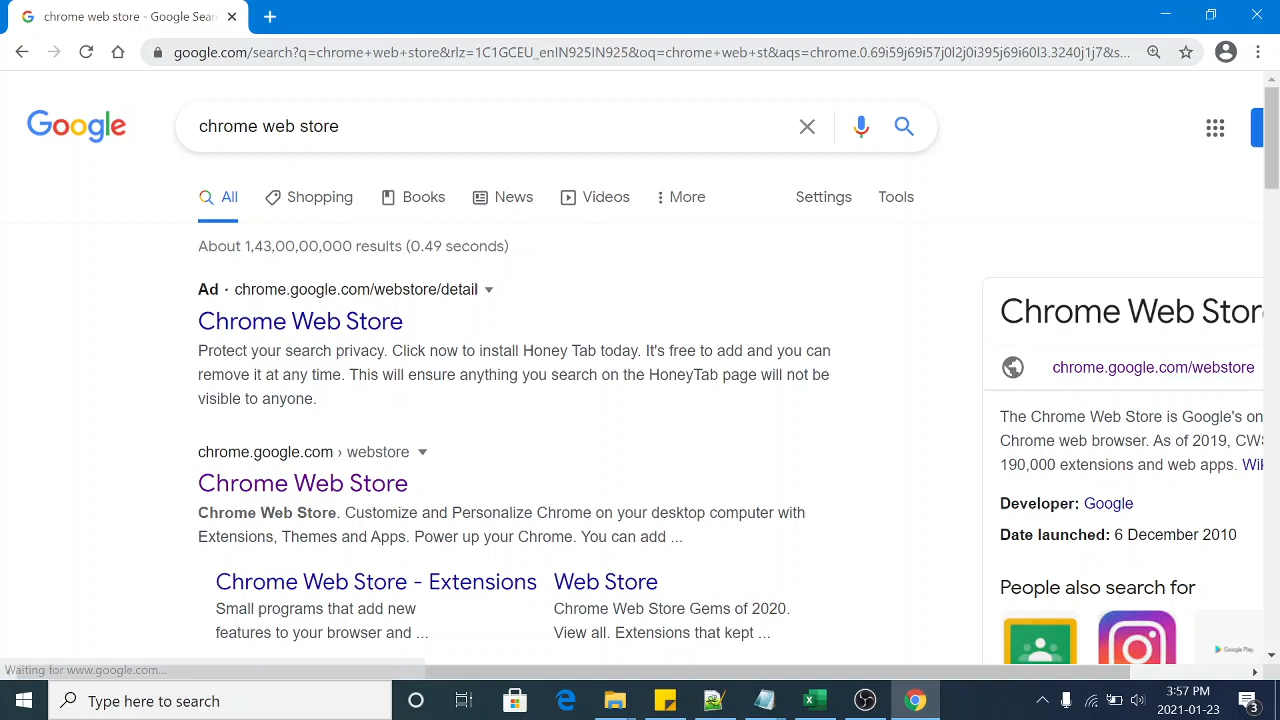 chrome web store - Google Sear
google.com/search?q=chrome+web+store&rlz=1C1GCEU_enIN925IN925&oq=chrome+web+st&aqs=chrome.0.69i59j69i57j0l2j0i395j69i60l3.3240j1j7&s...
Google
chrome web store
All
Shopping
Books
News
Videos
More
Settings
Tools
About 1,43,00,00,000 results (0.49 seconds)
Ad · chrome.google.com/webstore/detail
Chrome Web Store
Protect your search privacy. Click now to install Honey Tab today. It's free to add and you can
remove it at any time. This will ensure anything you search on the HoneyTab page will not be
visible to anyone.
chrome.google.com › webstore
Chrome Web Store
Chrome Web Store. Customize and Personalize Chrome on your desktop computer with
Extensions, Themes and Apps. Power up your Chrome. You can add ...
Chrome Web Store - Extensions
Small programs that add new
features to your browser and ...
Web Store
Chrome Web Store Gems of 2020.
View all. Extensions that kept ...
Chrome Web Stor
chrome.google.com/webstore
The Chrome Web Store is Google's on
Chrome web browser. As of 2019, CWS
190,000 extensions and web apps. Wik
Developer: Google
Date launched: 6 December 2010
People also search for
Google Play
Waiting for www.google.com...
Type here to search
3:57 PM
2021-01-23
3